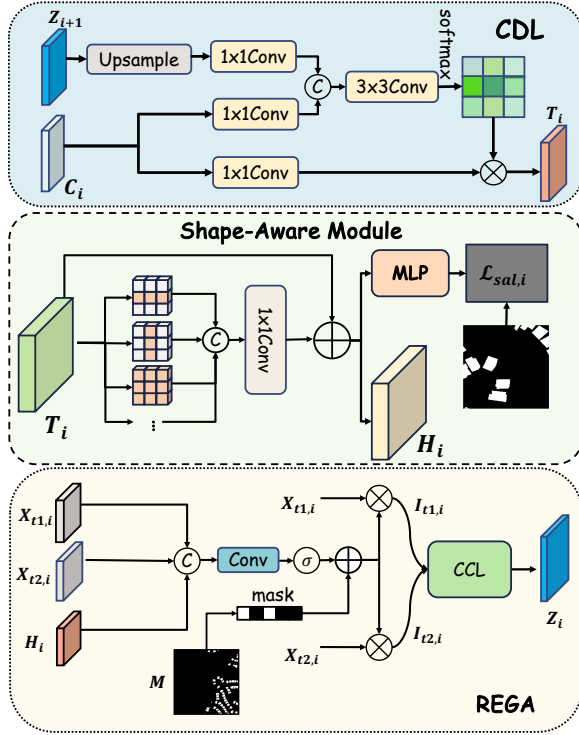 Z_{i+1}
softmax
CDL
Upsample
1x1Conv
C
3x3Conv
1x1Conv
T_i
C_i
1x1Conv
Shape-Aware Module
MLP
ℒ_{sal,i}
C
1x1Conv
...
T_i
H_i
X_{t1,i}
X_{t1,i}
I_{t1,i}
X_{t2,i}
C
Conv
σ
CCL
mask
H_i
Z_i
M
X_{t2,i}
I_{t2,i}
REGA